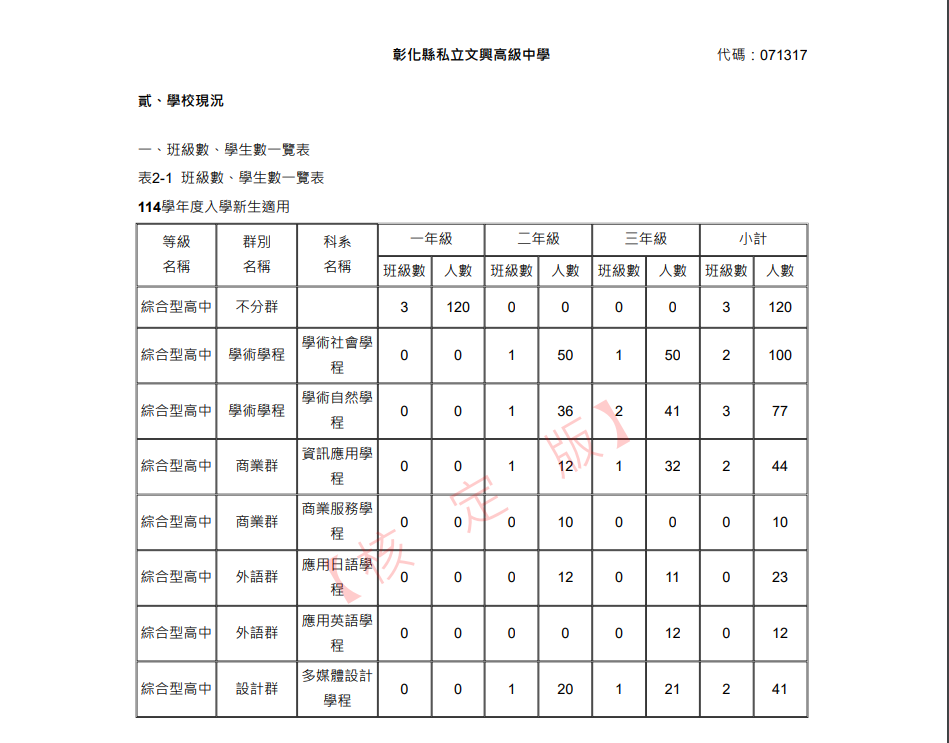 彰化縣私立文興高級中學 代碼：071317
貳、學校現況
一、班級數、學生數一覽表
表2-1 班級數、學生數一覽表
114學年度入學新生適用
等級名稱 群別名稱 科系名稱 一年級 二年級 三年級 小計
班級數 人數 班級數 人數 班級數 人數 班級數 人數
綜合型高中 不分群 3 120 0 0 0 0 3 120
綜合型高中 學術學程 學術社會學程 0 0 1 50 1 50 2 100
綜合型高中 學術學程 學術自然學程 0 0 1 36 2 41 3 77
綜合型高中 商業群 資訊應用學程 0 0 1 12 1 32 2 44
綜合型高中 商業群 商業服務學程 0 0 0 10 0 0 0 10
綜合型高中 外語群 應用日語學程 0 0 0 12 0 11 0 23
綜合型高中 外語群 應用英語學程 0 0 0 0 0 12 0 12
綜合型高中 設計群 多媒體設計學程 0 0 1 20 1 21 2 41
【核定版】